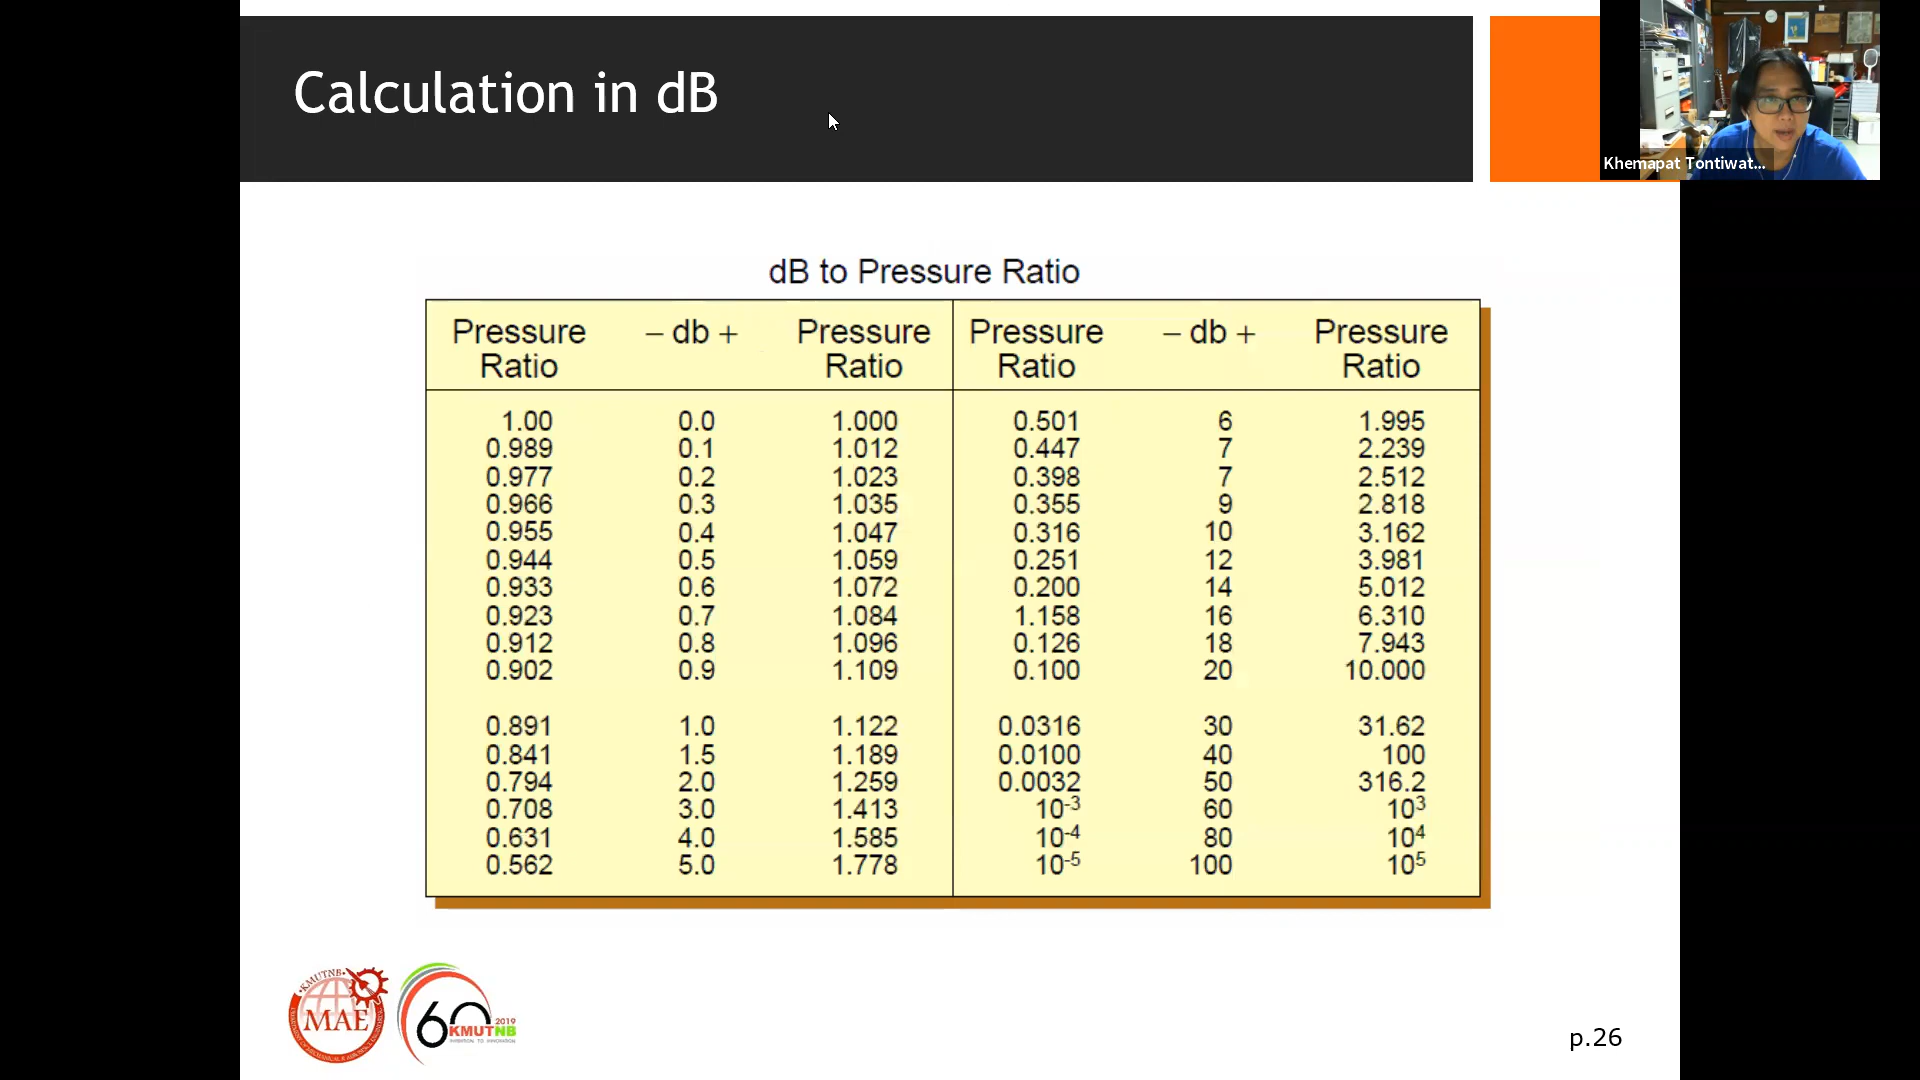 Calculation in dB
Khemapat Tontiwat...
dB to Pressure Ratio
Pressure Ratio – db + Pressure Ratio Pressure Ratio – db + Pressure Ratio
1.00 0.0 1.000 0.501 6 1.995
0.989 0.1 1.012 0.447 7 2.239
0.977 0.2 1.023 0.398 7 2.512
0.966 0.3 1.035 0.355 9 2.818
0.955 0.4 1.047 0.316 10 3.162
0.944 0.5 1.059 0.251 12 3.981
0.933 0.6 1.072 0.200 14 5.012
0.923 0.7 1.084 1.158 16 6.310
0.912 0.8 1.096 0.126 18 7.943
0.902 0.9 1.109 0.100 20 10.000
0.891 1.0 1.122 0.0316 30 31.62
0.841 1.5 1.189 0.0100 40 100
0.794 2.0 1.259 0.0032 50 316.2
0.708 3.0 1.413 10⁻³ 60 10³
0.631 4.0 1.585 10⁻⁴ 80 10⁴
0.562 5.0 1.778 10⁻⁵ 100 10⁵
KMUTNB
MAE
60
2019
KMUTNB
p.26